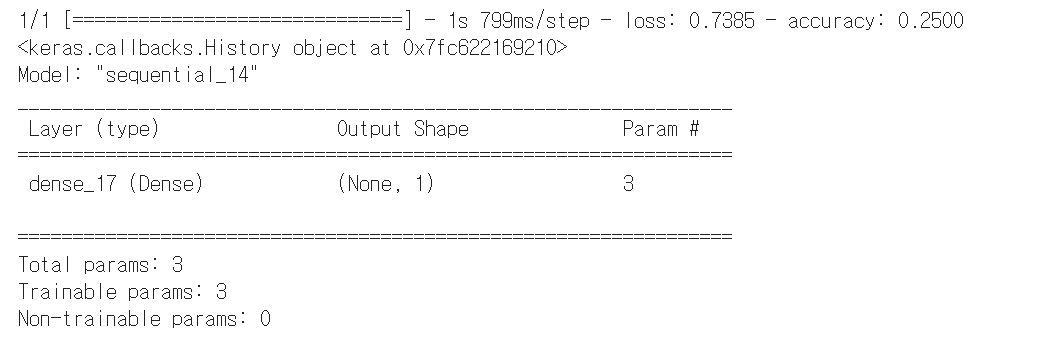 1/1 [==============================] - 1s 799ms/step - loss: 0.7385 - accuracy: 0.2500
<keras.callbacks.History object at 0x7fc622169210>
Model: "sequential_14"
_________________________________________________________________
Layer (type) Output Shape Param #
=================================================================
dense_17 (Dense) (None, 1) 3
=================================================================
Total params: 3
Trainable params: 3
Non-trainable params: 0